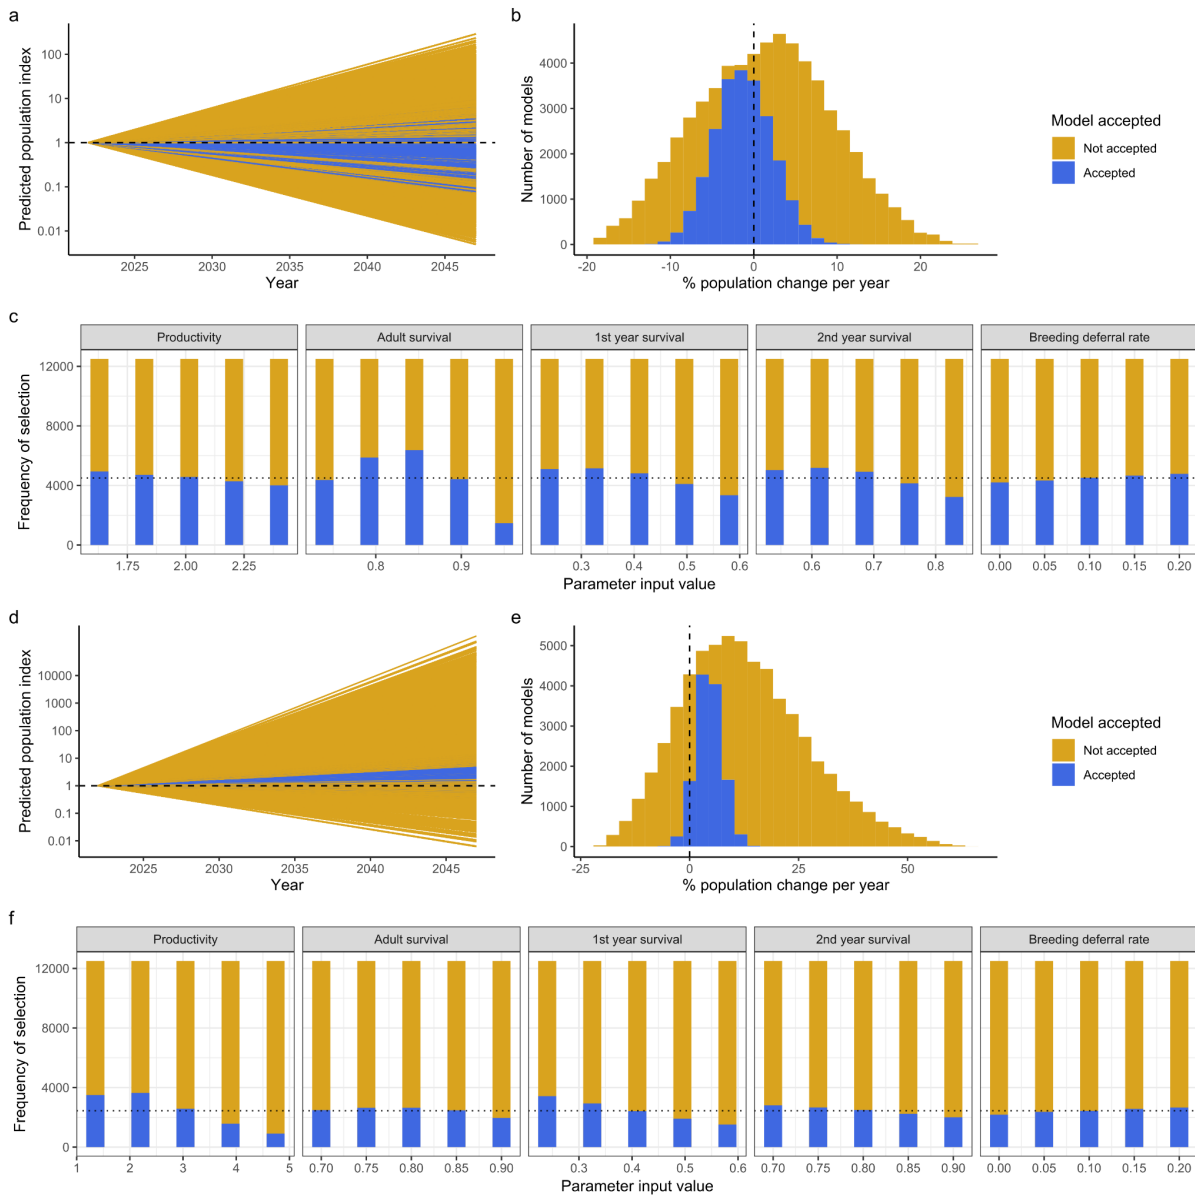 a
Predicted population index
100
10
1
0.1
0.01
2025 2030 2035 2040 2045
Year
b
Number of models
4000
3000
2000
1000
0
-20 -10 0 10 20
% population change per year
Model accepted
Not accepted
Accepted
c
Productivity Adult survival 1st year survival 2nd year survival Breeding deferral rate
Frequency of selection
12000
8000
4000
0
1.75 2.00 2.25 0.8 0.9 0.3 0.4 0.5 0.6 0.5 0.6 0.7 0.8 0.00 0.05 0.10 0.15 0.20
Parameter input value
d
Predicted population index
10000
1000
100
10
1
0.1
0.01
2025 2030 2035 2040 2045
Year
e
Number of models
5000
4000
3000
2000
1000
0
-25 0 25 50
% population change per year
Model accepted
Not accepted
Accepted
f
Productivity Adult survival 1st year survival 2nd year survival Breeding deferral rate
Frequency of selection
12000
8000
4000
0
1 2 3 4 5 0.70 0.75 0.80 0.85 0.90 0.3 0.4 0.5 0.6 0.70 0.75 0.80 0.85 0.90 0.00 0.05 0.10 0.15 0.20
Parameter input value